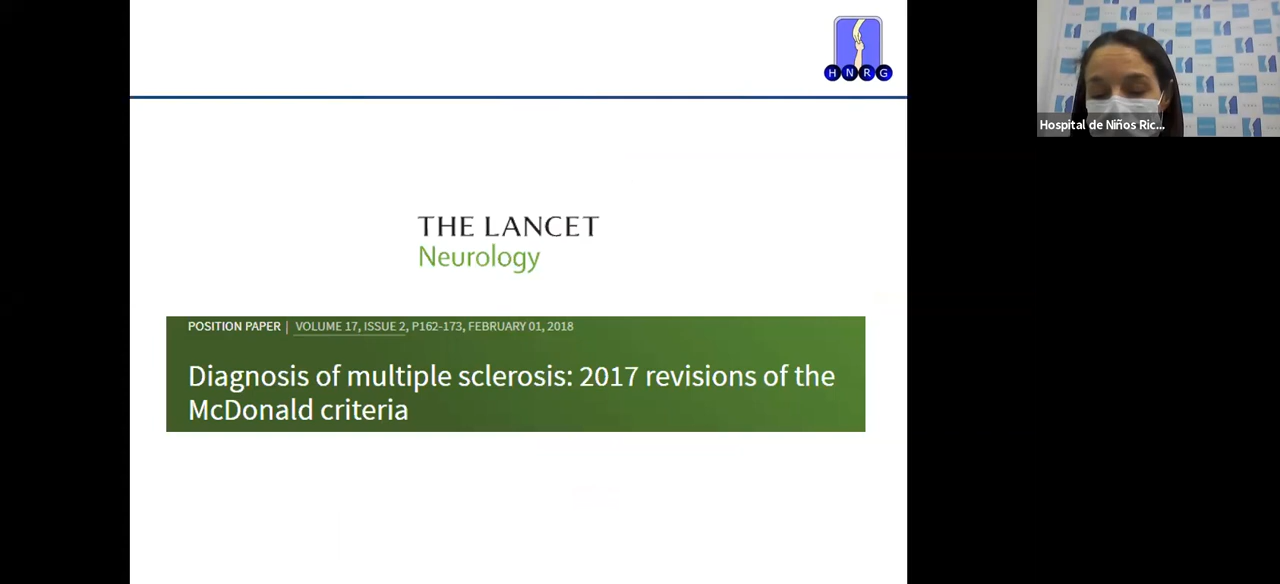 H N R G
Hospital de Niños Ric...
THE LANCET
Neurology
POSITION PAPER | VOLUME 17, ISSUE 2, P162-173, FEBRUARY 01, 2018
Diagnosis of multiple sclerosis: 2017 revisions of the
McDonald criteria